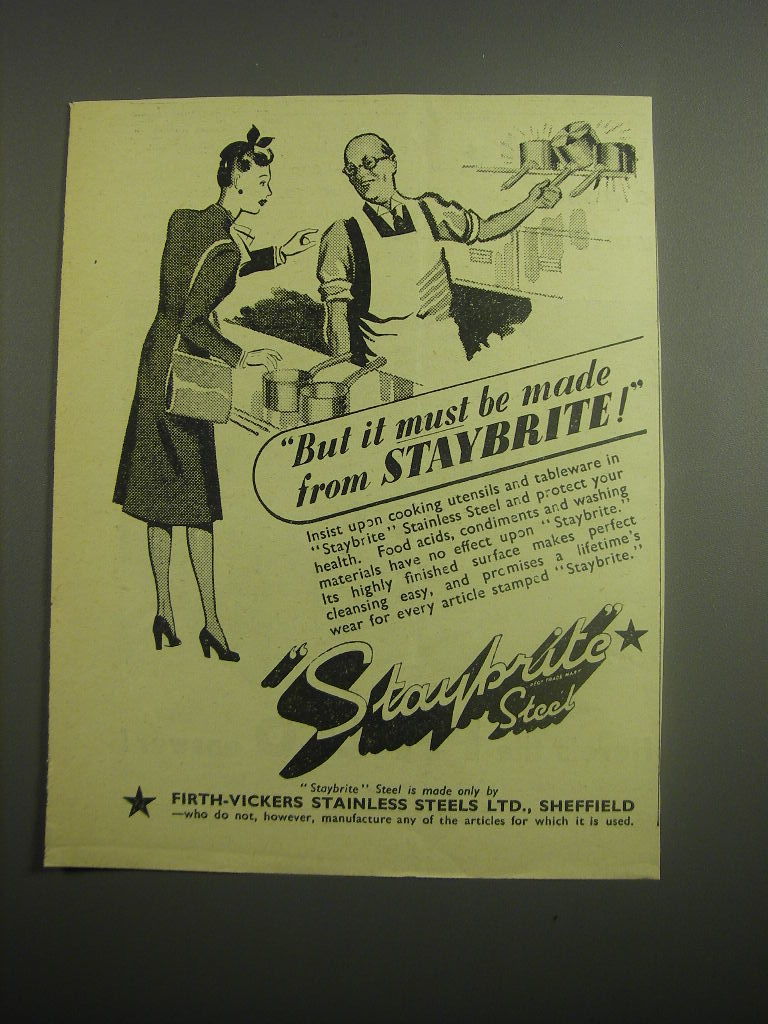 "But it must be made
from STAYBRITE!"
Insist upon cooking utensils and tableware in
"Staybrite" Stainless Steel and protect your
health. Food acids, condiments and washing
materials have no effect upon "Staybrite."
Its highly finished surface makes perfect
cleansing easy, and promises a lifetime's
wear for every article stamped "Staybrite."
"Staybrite"
REGD TRADE MARK
Steel
"Staybrite" Steel is made only by
FIRTH-VICKERS STAINLESS STEELS LTD., SHEFFIELD
—who do not, however, manufacture any of the articles for which it is used.